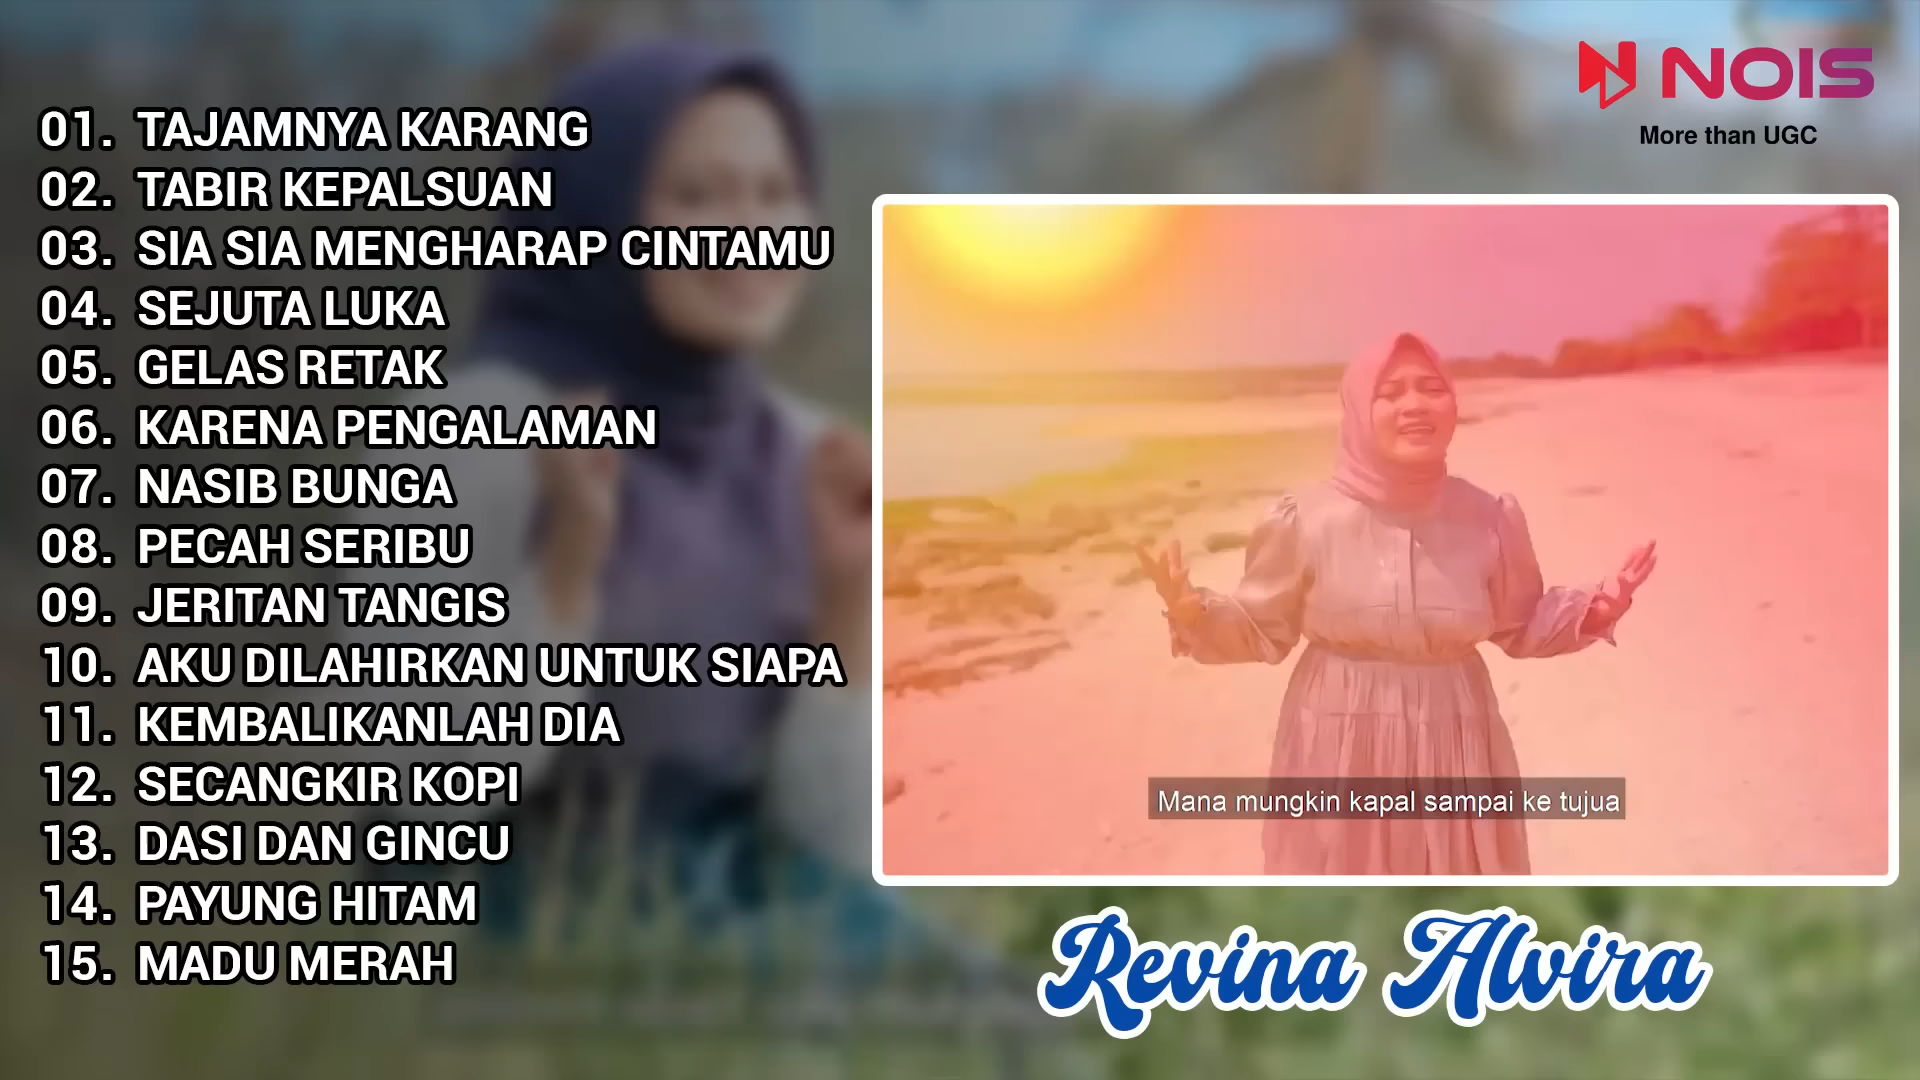 01. TAJAMNYA KARANG
02. TABIR KEPALSUAN
03. SIA SIA MENGHARAP CINTAMU
04. SEJUTA LUKA
05. GELAS RETAK
06. KARENA PENGALAMAN
07. NASIB BUNGA
08. PECAH SERIBU
09. JERITAN TANGIS
10. AKU DILAHIRKAN UNTUK SIAPA
11. KEMBALIKANLAH DIA
12. SECANGKIR KOPI
13. DASI DAN GINCU
14. PAYUNG HITAM
15. MADU MERAH
NOIS
More than UGC
Mana mungkin kapal sampai ke tujua
Revina Alvira